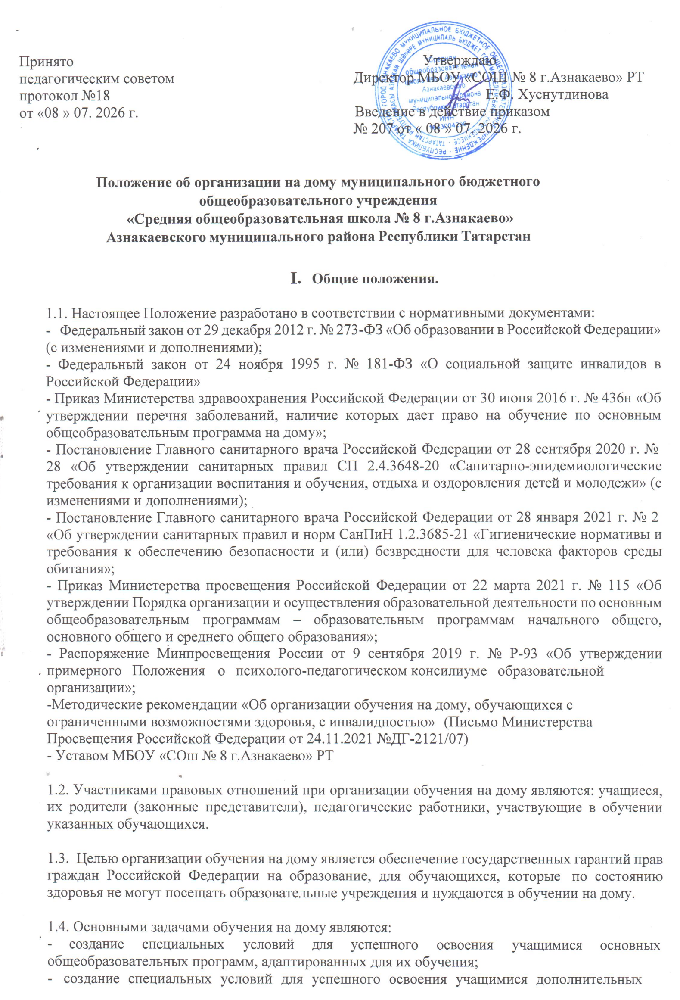 Принято
педагогическим советом
протокол №18
от «08 » 07. 2026 г.
Утверждаю
Директор МБОУ «СОШ № 8 г.Азнакаево» РТ
Е.Ф. Хуснутдинова
Введение в действие приказом
№ 207 от « 08 » 07. 2026 г.
Средняя
общеобразовательная
школа №8 г. Азнакаево"
Азнакаевского
муниципального района
Республики Татарстан
ИНН
Положение об организации на дому муниципального бюджетного
общеобразовательного учреждения
«Средняя общеобразовательная школа № 8 г.Азнакаево»
Азнакаевского муниципального района Республики Татарстан
I. Общие положения.
1.1. Настоящее Положение разработано в соответствии с нормативными документами:
- Федеральный закон от 29 декабря 2012 г. № 273-ФЗ «Об образовании в Российской Федерации»
(с изменениями и дополнениями);
- Федеральный закон от 24 ноября 1995 г. № 181-ФЗ «О социальной защите инвалидов в
Российской Федерации»
- Приказ Министерства здравоохранения Российской Федерации от 30 июня 2016 г. № 436н «Об
утверждении перечня заболеваний, наличие которых дает право на обучение по основным
общеобразовательным программа на дому»;
- Постановление Главного санитарного врача Российской Федерации от 28 сентября 2020 г. №
28 «Об утверждении санитарных правил СП 2.4.3648-20 «Санитарно-эпидемиологические
требования к организации воспитания и обучения, отдыха и оздоровления детей и молодежи» (с
изменениями и дополнениями);
- Постановление Главного санитарного врача Российской Федерации от 28 января 2021 г. № 2
«Об утверждении санитарных правил и норм СанПиН 1.2.3685-21 «Гигиенические нормативы и
требования к обеспечению безопасности и (или) безвредности для человека факторов среды
обитания»;
- Приказ Министерства просвещения Российской Федерации от 22 марта 2021 г. № 115 «Об
утверждении Порядка организации и осуществления образовательной деятельности по основным
общеобразовательным программам – образовательным программам начального общего,
основного общего и среднего общего образования»;
- Распоряжение Минпросвещения России от 9 сентября 2019 г. № Р-93 «Об утверждении
примерного Положения о психолого-педагогическом консилиуме образовательной
организации»;
-Методические рекомендации «Об организации обучения на дому, обучающихся с
ограниченными возможностями здоровья, с инвалидностью» (Письмо Министерства
Просвещения Российской Федерации от 24.11.2021 №ДГ-2121/07)
- Уставом МБОУ «СОш № 8 г.Азнакаево» РТ
1.2. Участниками правовых отношений при организации обучения на дому являются: учащиеся,
их родители (законные представители), педагогические работники, участвующие в обучении
указанных обучающихся.
1.3. Целью организации обучения на дому является обеспечение государственных гарантий прав
граждан Российской Федерации на образование, для обучающихся, которые по состоянию
здоровья не могут посещать образовательные учреждения и нуждаются в обучении на дому.
1.4. Основными задачами обучения на дому являются:
- создание специальных условий для успешного освоения учащимися основных
общеобразовательных программ, адаптированных для их обучения;
- создание специальных условий для успешного освоения учащимися дополнительных